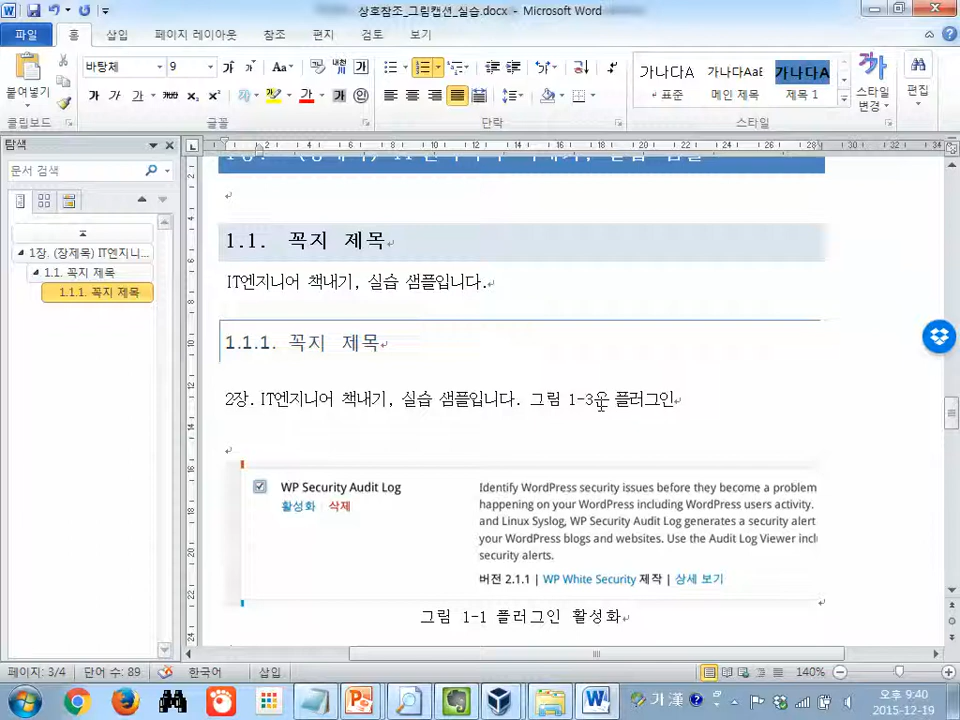 상호참조_그림캡션_실습.docx - Microsoft Word
파일 홈 삽입 페이지 레이아웃 참조 편지 검토 보기
바탕체 9
붙여넣기
가나다A 가나다AaE 가나다A
표준 메인 제목 제목 1
스타일 변경 편집
클립보드 글꼴 단락 스타일
탐색
문서 검색
1장. (장제목) IT엔지니...
1.1. 꼭지 제목
1.1.1. 꼭지 제목
1.1. 꼭지 제목
IT엔지니어 책내기, 실습 샘플입니다.
1.1.1. 꼭지 제목
2장. IT엔지니어 책내기, 실습 샘플입니다. 그림 1-3은 플러그인
WP Security Audit Log
활성화 삭제
Identify WordPress security issues before they become a problem
happening on your WordPress including WordPress users activity.
and Linux Syslog, WP Security Audit Log generates a security alert
your WordPress blogs and websites. Use the Audit Log Viewer incl
security alerts.
버전 2.1.1 | WP White Security 제작 | 상세 보기
그림 1-1 플러그인 활성화
페이지: 3/4 단어 수: 89 한국어 삽입 140%
가 漢
오후 9:40
2015-12-19